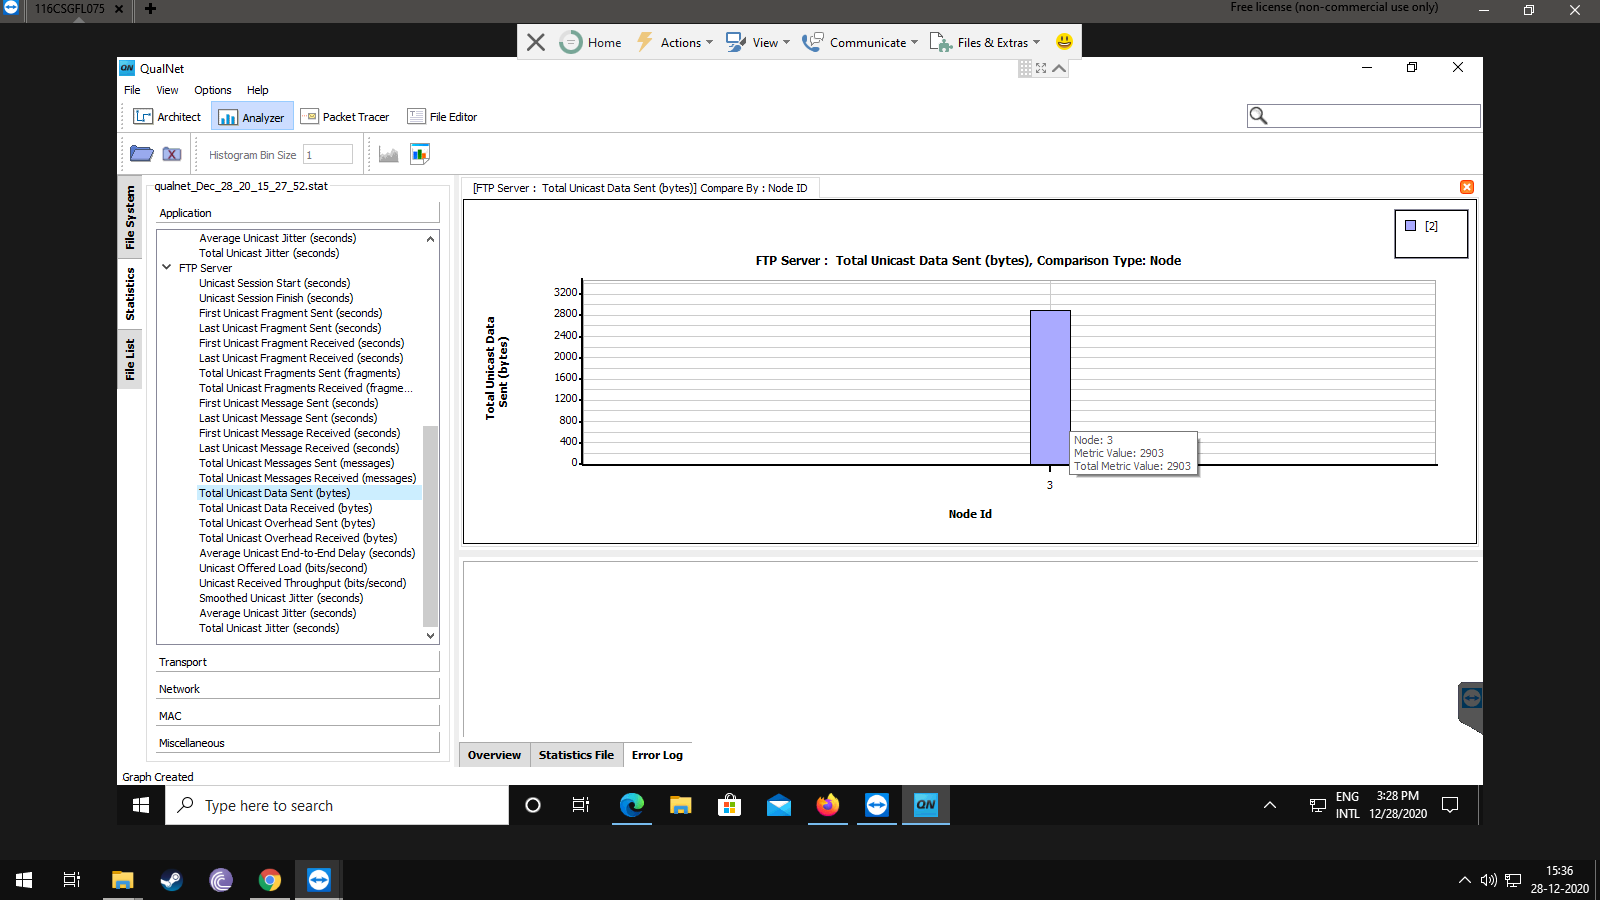 116CSGFL075
Free license (non-commercial use only)
Home
Actions
View
Communicate
Files & Extras
QN
QualNet
File
View
Options
Help
Architect
Analyzer
Packet Tracer
File Editor
Histogram Bin Size
1
File System
Statistics
File List
qualnet_Dec_28_20_15_27_52.stat
Application
Average Unicast Jitter (seconds)
Total Unicast Jitter (seconds)
FTP Server
Unicast Session Start (seconds)
Unicast Session Finish (seconds)
First Unicast Fragment Sent (seconds)
Last Unicast Fragment Sent (seconds)
First Unicast Fragment Received (seconds)
Last Unicast Fragment Received (seconds)
Total Unicast Fragments Sent (fragments)
Total Unicast Fragments Received (fragme...
First Unicast Message Sent (seconds)
Last Unicast Message Sent (seconds)
First Unicast Message Received (seconds)
Last Unicast Message Received (seconds)
Total Unicast Messages Sent (messages)
Total Unicast Messages Received (messages)
Total Unicast Data Sent (bytes)
Total Unicast Data Received (bytes)
Total Unicast Overhead Sent (bytes)
Total Unicast Overhead Received (bytes)
Average Unicast End-to-End Delay (seconds)
Unicast Offered Load (bits/second)
Unicast Received Throughput (bits/second)
Smoothed Unicast Jitter (seconds)
Average Unicast Jitter (seconds)
Total Unicast Jitter (seconds)
Transport
Network
MAC
Miscellaneous
Graph Created
[FTP Server : Total Unicast Data Sent (bytes)] Compare By : Node ID
[2]
FTP Server : Total Unicast Data Sent (bytes), Comparison Type: Node
Total Unicast Data
Sent (bytes)
3200
2800
2400
2000
1600
1200
800
400
0
Node: 3
Metric Value: 2903
Total Metric Value: 2903
3
Node Id
Overview
Statistics File
Error Log
Type here to search
QN
ENG
INTL
3:28 PM
12/28/2020
15:36
28-12-2020